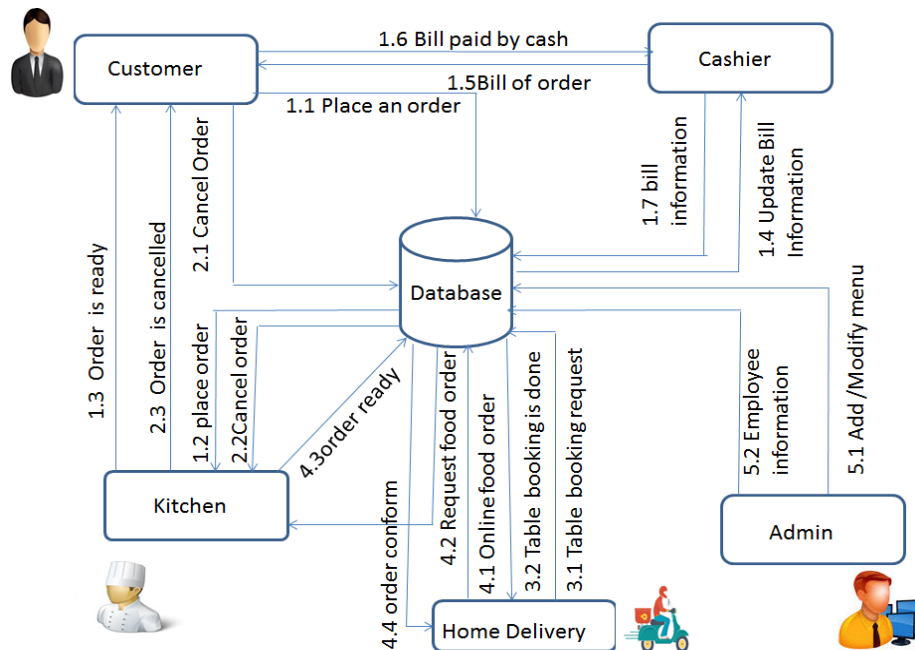 1.6 Bill paid by cash
Customer
Cashier
1.5Bill of order
1.1 Place an order
2.1 Cancel Order
1.7 bill
information
1.4 Update Bill
Information
1.3 Order is ready
2.3 Order is cancelled
Database
1.2 place order
2.2Cancel order
4.3order ready
4.4 order conform
4.2 Request food order
4.1 Online food order
3.2 Table booking is done
3.1 Table booking request
5.2 Employee
information
5.1 Add /Modify menu
Kitchen
Admin
Home Delivery